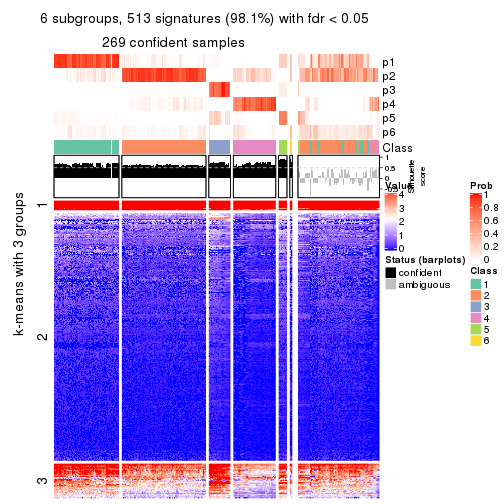 6 subgroups, 513 signatures (98.1%) with fdr < 0.05
269 confident samples
p1
p2
p3
p4
p5
p6
Class
1
0.5
0
-0.5
Silhouette
score
k-means with 3 groups
1
2
3
Value
4
3
2
1
0
Status (barplots)
confident
ambiguous
Prob
1
0.8
0.6
0.4
0.2
0
Class
1
2
3
4
5
6